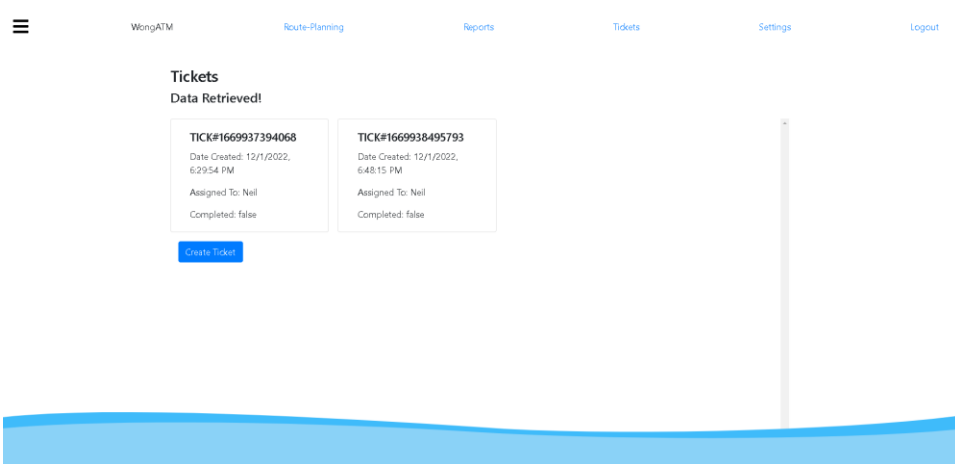 WongATM Route-Planning Reports Tickets Settings Logout
Tickets
Data Retrieved!
TICK#1669937394068
Date Created: 12/1/2022,
6:29:54 PM
Assigned To: Neil
Completed: false
TICK#1669938495793
Date Created: 12/1/2022,
6:48:15 PM
Assigned To: Neil
Completed: false
Create Ticket